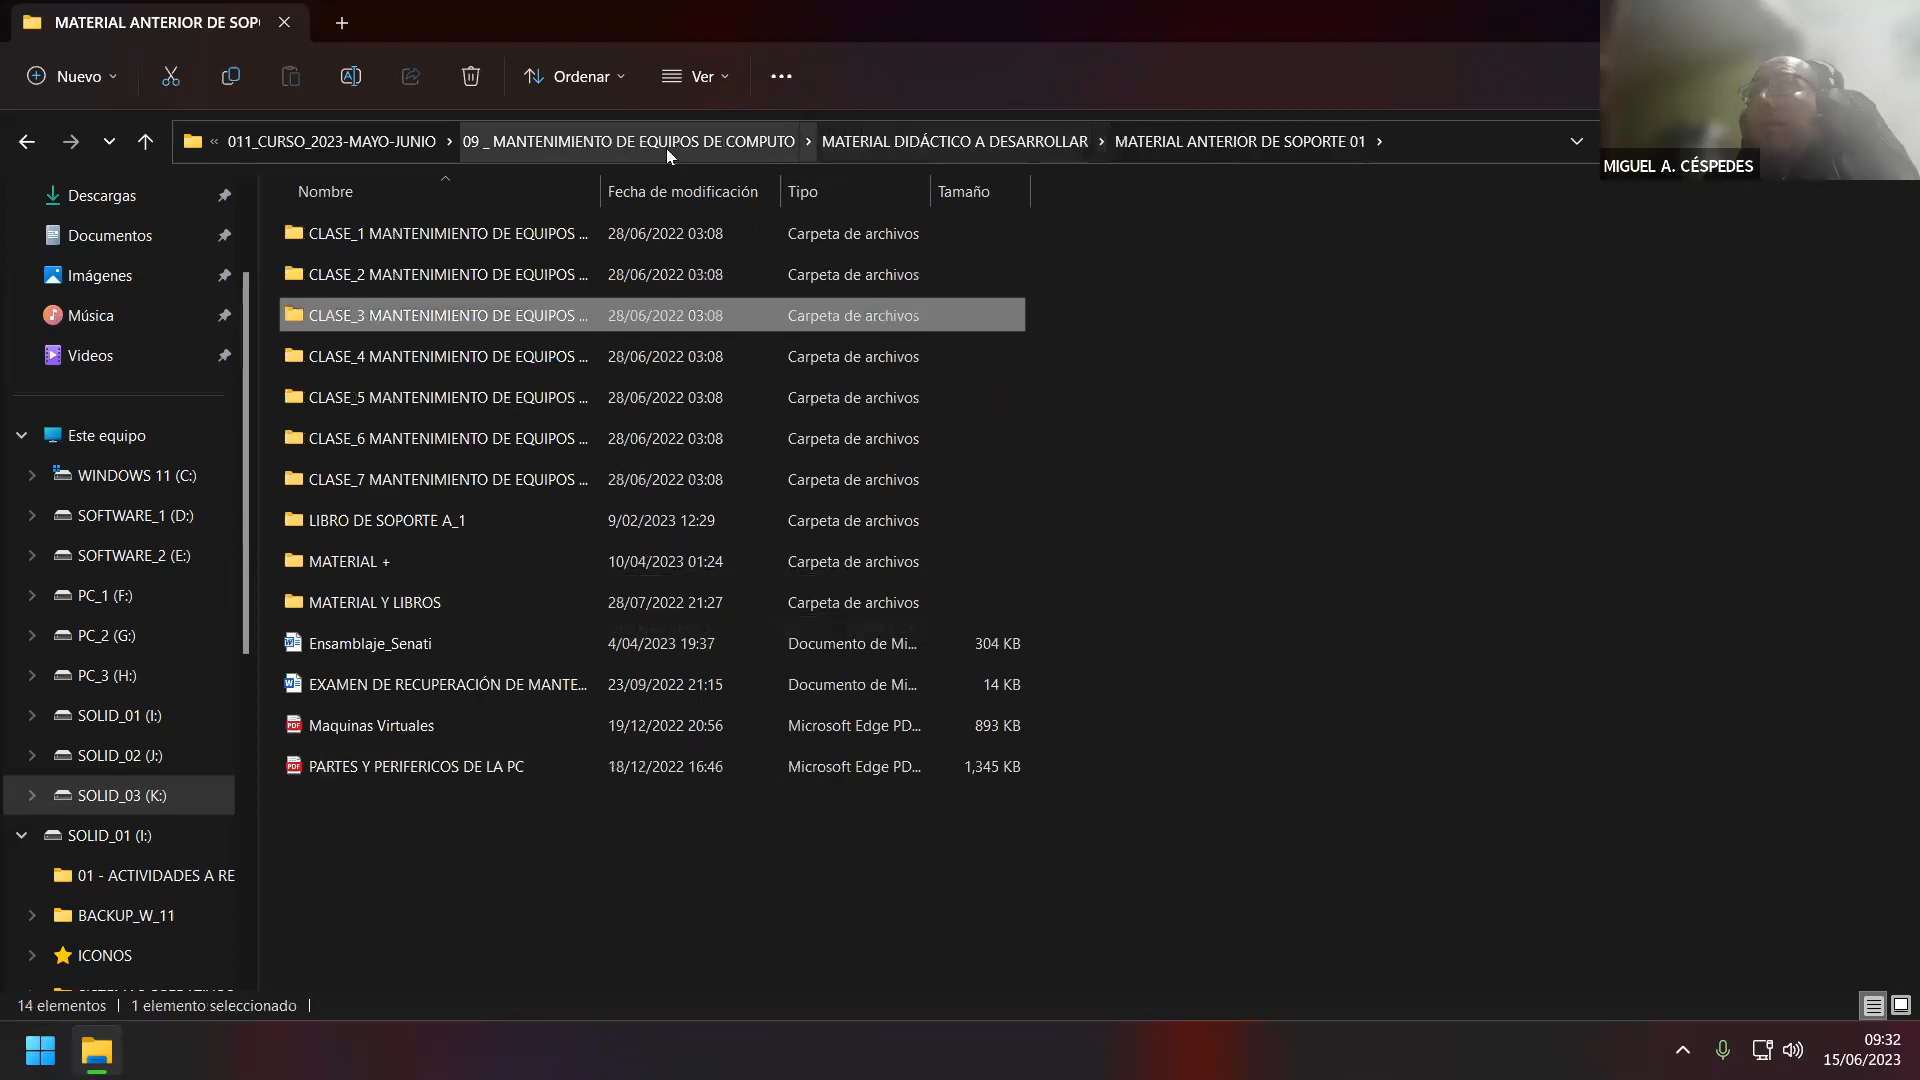 MATERIAL ANTERIOR DE SOP
Nuevo
Ordenar
Ver
« 011_CURSO_2023-MAYO-JUNIO > 09 _ MANTENIMIENTO DE EQUIPOS DE COMPUTO > MATERIAL DIDÁCTICO A DESARROLLAR > MATERIAL ANTERIOR DE SOPORTE 01 >
MIGUEL A. CÉSPEDES
Descargas
Documentos
Imágenes
Música
Videos
Este equipo
WINDOWS 11 (C:)
SOFTWARE_1 (D:)
SOFTWARE_2 (E:)
PC_1 (F:)
PC_2 (G:)
PC_3 (H:)
SOLID_01 (I:)
SOLID_02 (J:)
SOLID_03 (K:)
SOLID_01 (I:)
01 - ACTIVIDADES A RE
BACKUP_W_11
ICONOS
Nombre Fecha de modificación Tipo Tamaño
CLASE_1 MANTENIMIENTO DE EQUIPOS ... 28/06/2022 03:08 Carpeta de archivos
CLASE_2 MANTENIMIENTO DE EQUIPOS ... 28/06/2022 03:08 Carpeta de archivos
CLASE_3 MANTENIMIENTO DE EQUIPOS ... 28/06/2022 03:08 Carpeta de archivos
CLASE_4 MANTENIMIENTO DE EQUIPOS ... 28/06/2022 03:08 Carpeta de archivos
CLASE_5 MANTENIMIENTO DE EQUIPOS ... 28/06/2022 03:08 Carpeta de archivos
CLASE_6 MANTENIMIENTO DE EQUIPOS ... 28/06/2022 03:08 Carpeta de archivos
CLASE_7 MANTENIMIENTO DE EQUIPOS ... 28/06/2022 03:08 Carpeta de archivos
LIBRO DE SOPORTE A_1 9/02/2023 12:29 Carpeta de archivos
MATERIAL + 10/04/2023 01:24 Carpeta de archivos
MATERIAL Y LIBROS 28/07/2022 21:27 Carpeta de archivos
Ensamblaje_Senati 4/04/2023 19:37 Documento de Mi... 304 KB
EXAMEN DE RECUPERACIÓN DE MANTE... 23/09/2022 21:15 Documento de Mi... 14 KB
Maquinas Virtuales 19/12/2022 20:56 Microsoft Edge PD... 893 KB
PARTES Y PERIFERICOS DE LA PC 18/12/2022 16:46 Microsoft Edge PD... 1,345 KB
14 elementos | 1 elemento seleccionado |
09:32
15/06/2023